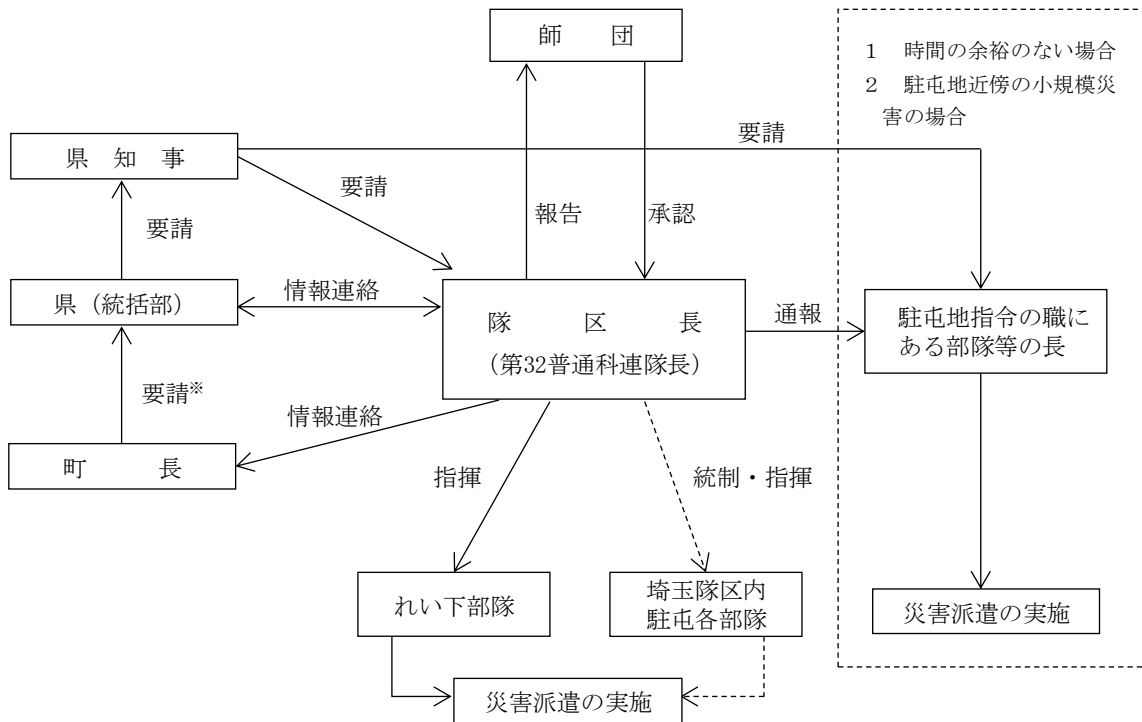 師　団
1　時間の余裕のない場合
2　駐屯地近傍の小規模災
害の場合
県　知　事
要請
要請
報告
承認
要請
県（統括部）
情報連絡
隊　区　長
（第32普通科連隊長）
通報
駐屯地指令の職に
ある部隊等の長
要請※
情報連絡
町　長
指揮
統制・指揮
れい下部隊
埼玉隊区内
駐屯各部隊
災害派遣の実施
災害派遣の実施